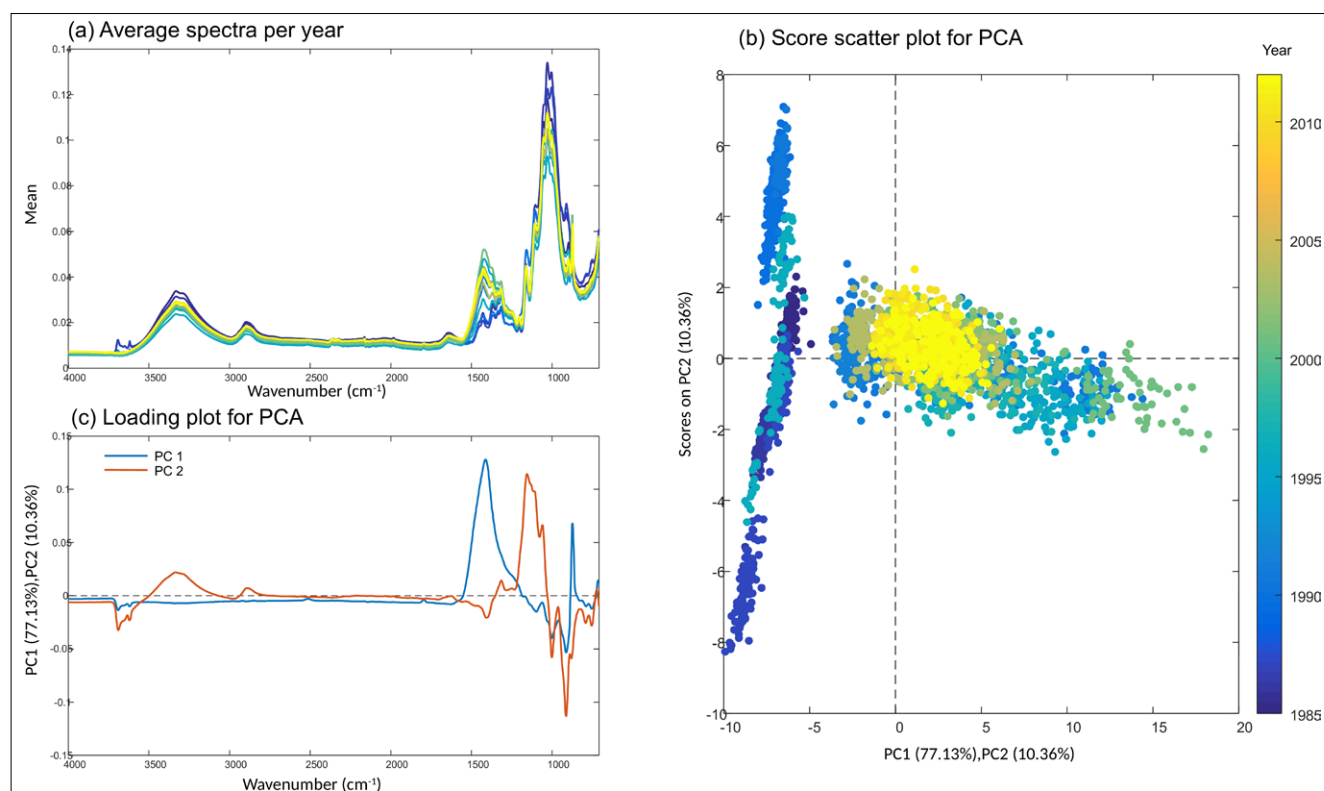 (a) Average spectra per year
0.14
0.12
0.1
0.08
0.06
0.04
0.02
0
Mean
4000 3500 3000 2500 2000 1500 1000
Wavenumber (cm⁻¹)
(c) Loading plot for PCA
0.15
0.1
0.05
0
-0.05
-0.1
-0.15
PC 1
PC 2
PC1 (77.13%),PC2 (10.36%)
4000 3500 3000 2500 2000 1500 1000
Wavenumber (cm⁻¹)
(b) Score scatter plot for PCA
8
6
4
2
0
-2
-4
-6
-8
-10
Scores on PC2 (10.36%)
-10 -5 0 5 10 15 20
PC1 (77.13%),PC2 (10.36%)
Year
2010
2005
2000
1995
1990
1985